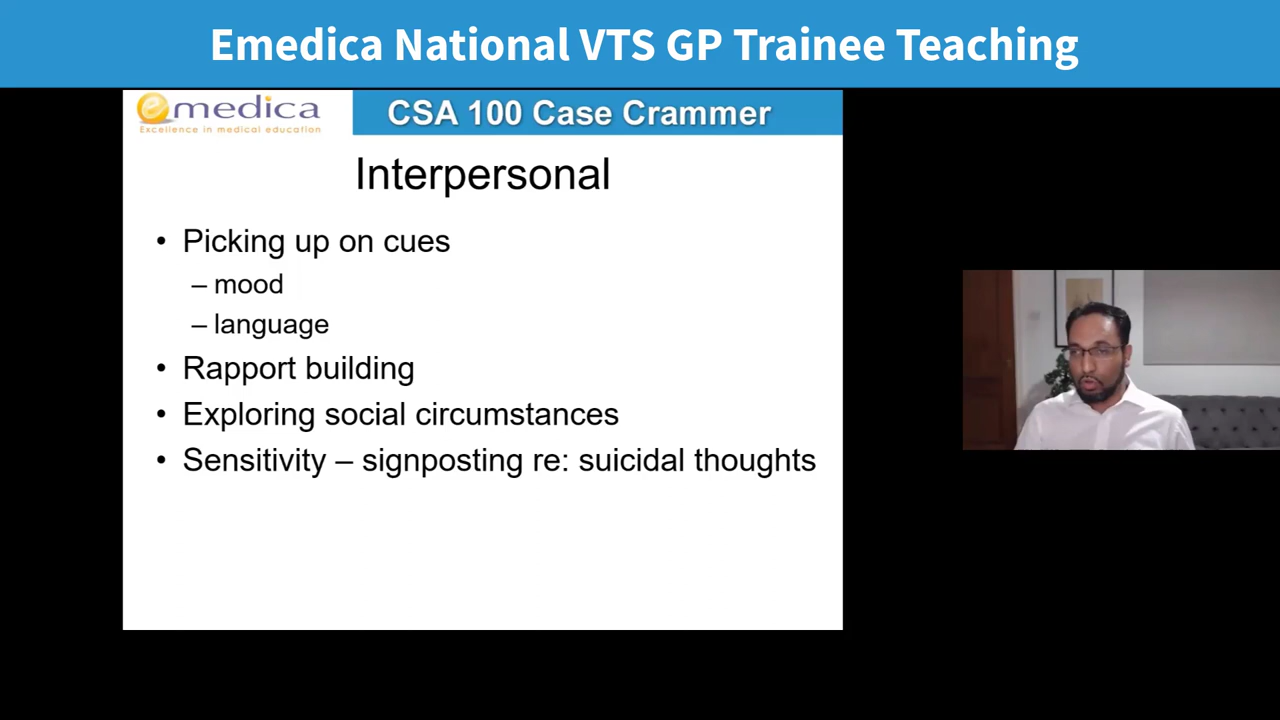 Emedica National VTS GP Trainee Teaching
emedica
Excellence in medical education
CSA 100 Case Crammer
Interpersonal
• Picking up on cues
– mood
– language
• Rapport building
• Exploring social circumstances
• Sensitivity – signposting re: suicidal thoughts